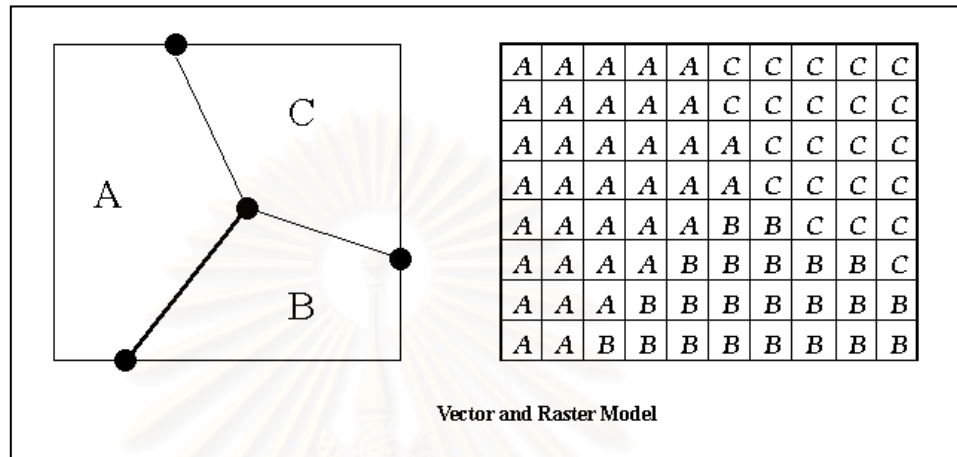 C
A
B
A A A A A C C C C C
A A A A A C C C C C
A A A A A A C C C C
A A A A A A C C C C
A A A A A B B C C C
A A A A B B B B B C
A A A B B B B B B B
A A B B B B B B B B
Vector and Raster Model